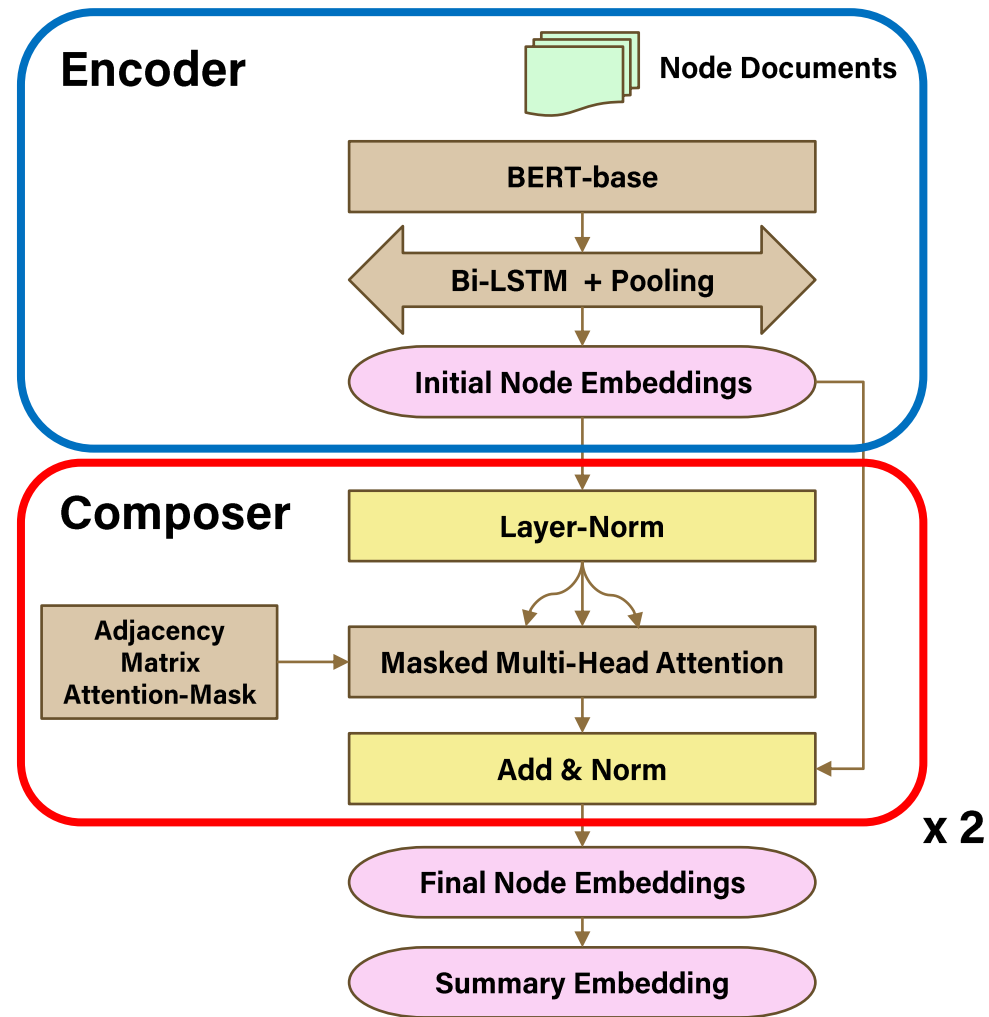 Encoder
Node Documents
BERT-base
Bi-LSTM + Pooling
Initial Node Embeddings
Composer
Layer-Norm
Adjacency
Matrix
Attention-Mask
Masked Multi-Head Attention
Add & Norm
x 2
Final Node Embeddings
Summary Embedding